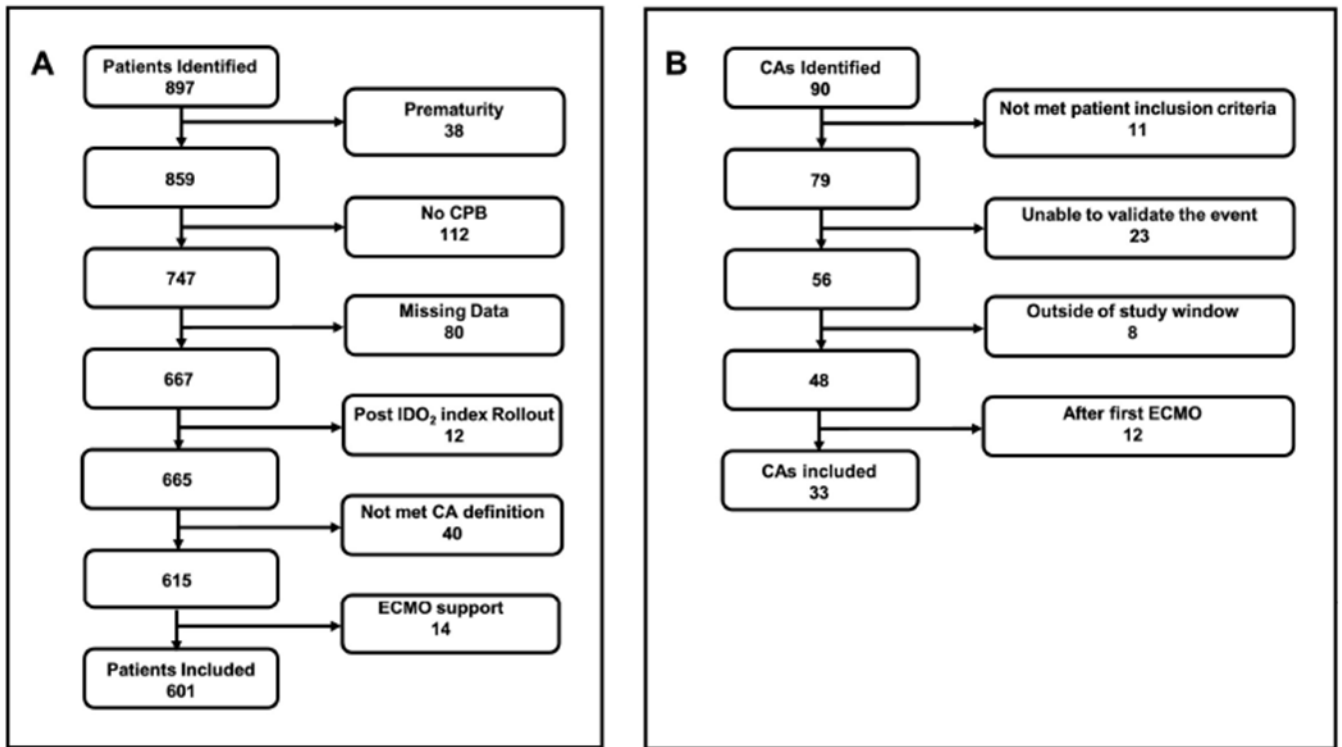 A
Patients Identified
897
Prematurity
38
859
No CPB
112
747
Missing Data
80
667
Post IDO₂ index Rollout
12
665
Not met CA definition
40
615
ECMO support
14
Patients Included
601
B
CAs Identified
90
Not met patient inclusion criteria
11
79
Unable to validate the event
23
56
Outside of study window
8
48
After first ECMO
12
CAs included
33